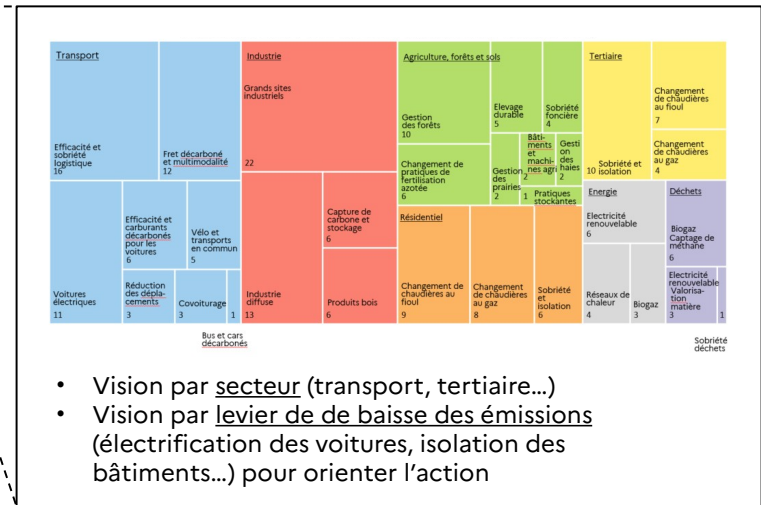 Transport
Efficacité et
sobriété
logistique
16
Fret décarboné
et multimodalité
12
Voitures
électriques
11
Efficacité et
carburants
décarbonés
pour les
voitures
6
Vélo et
transports
en commun
5
Réduction
des dépla-
cements
3
Covoiturage
3
1
Bus et cars
décarbonés
Industrie
Grands sites
industriels
22
Industrie
diffuse
13
Capture de
carbone et
stockage
6
Produits bois
6
Agriculture, forêts et sols
Gestion
des forêts
10
Elevage
durable
5
Sobriété
foncière
4
Changement de
pratiques de
fertilisation
azotée
6
Gestion
des
prairies
2
Bâti-
ments
et
machi-
nes agri
2
Gesti
on
des
haies
2
1 Pratiques
stockantes
Résidentiel
Changement de
chaudières au
fioul
9
Changement
de chaudières
au gaz
8
Sobriété
et
isolation
6
Tertiaire
10 Sobriété et
isolation
Changement
de chaudières
au fioul
7
Changement
de chaudières
au gaz
4
Energie
Electricité
renouvelable
6
Réseaux de
chaleur
4
Biogaz
3
Déchets
Biogaz
Captage de
méthane
6
Electricité
renouvelable
Valorisa-
tion
matière
3
1
Sobriété
déchets
• Vision par secteur (transport, tertiaire…)
• Vision par levier de de baisse des émissions
(électrification des voitures, isolation des
bâtiments…) pour orienter l’action